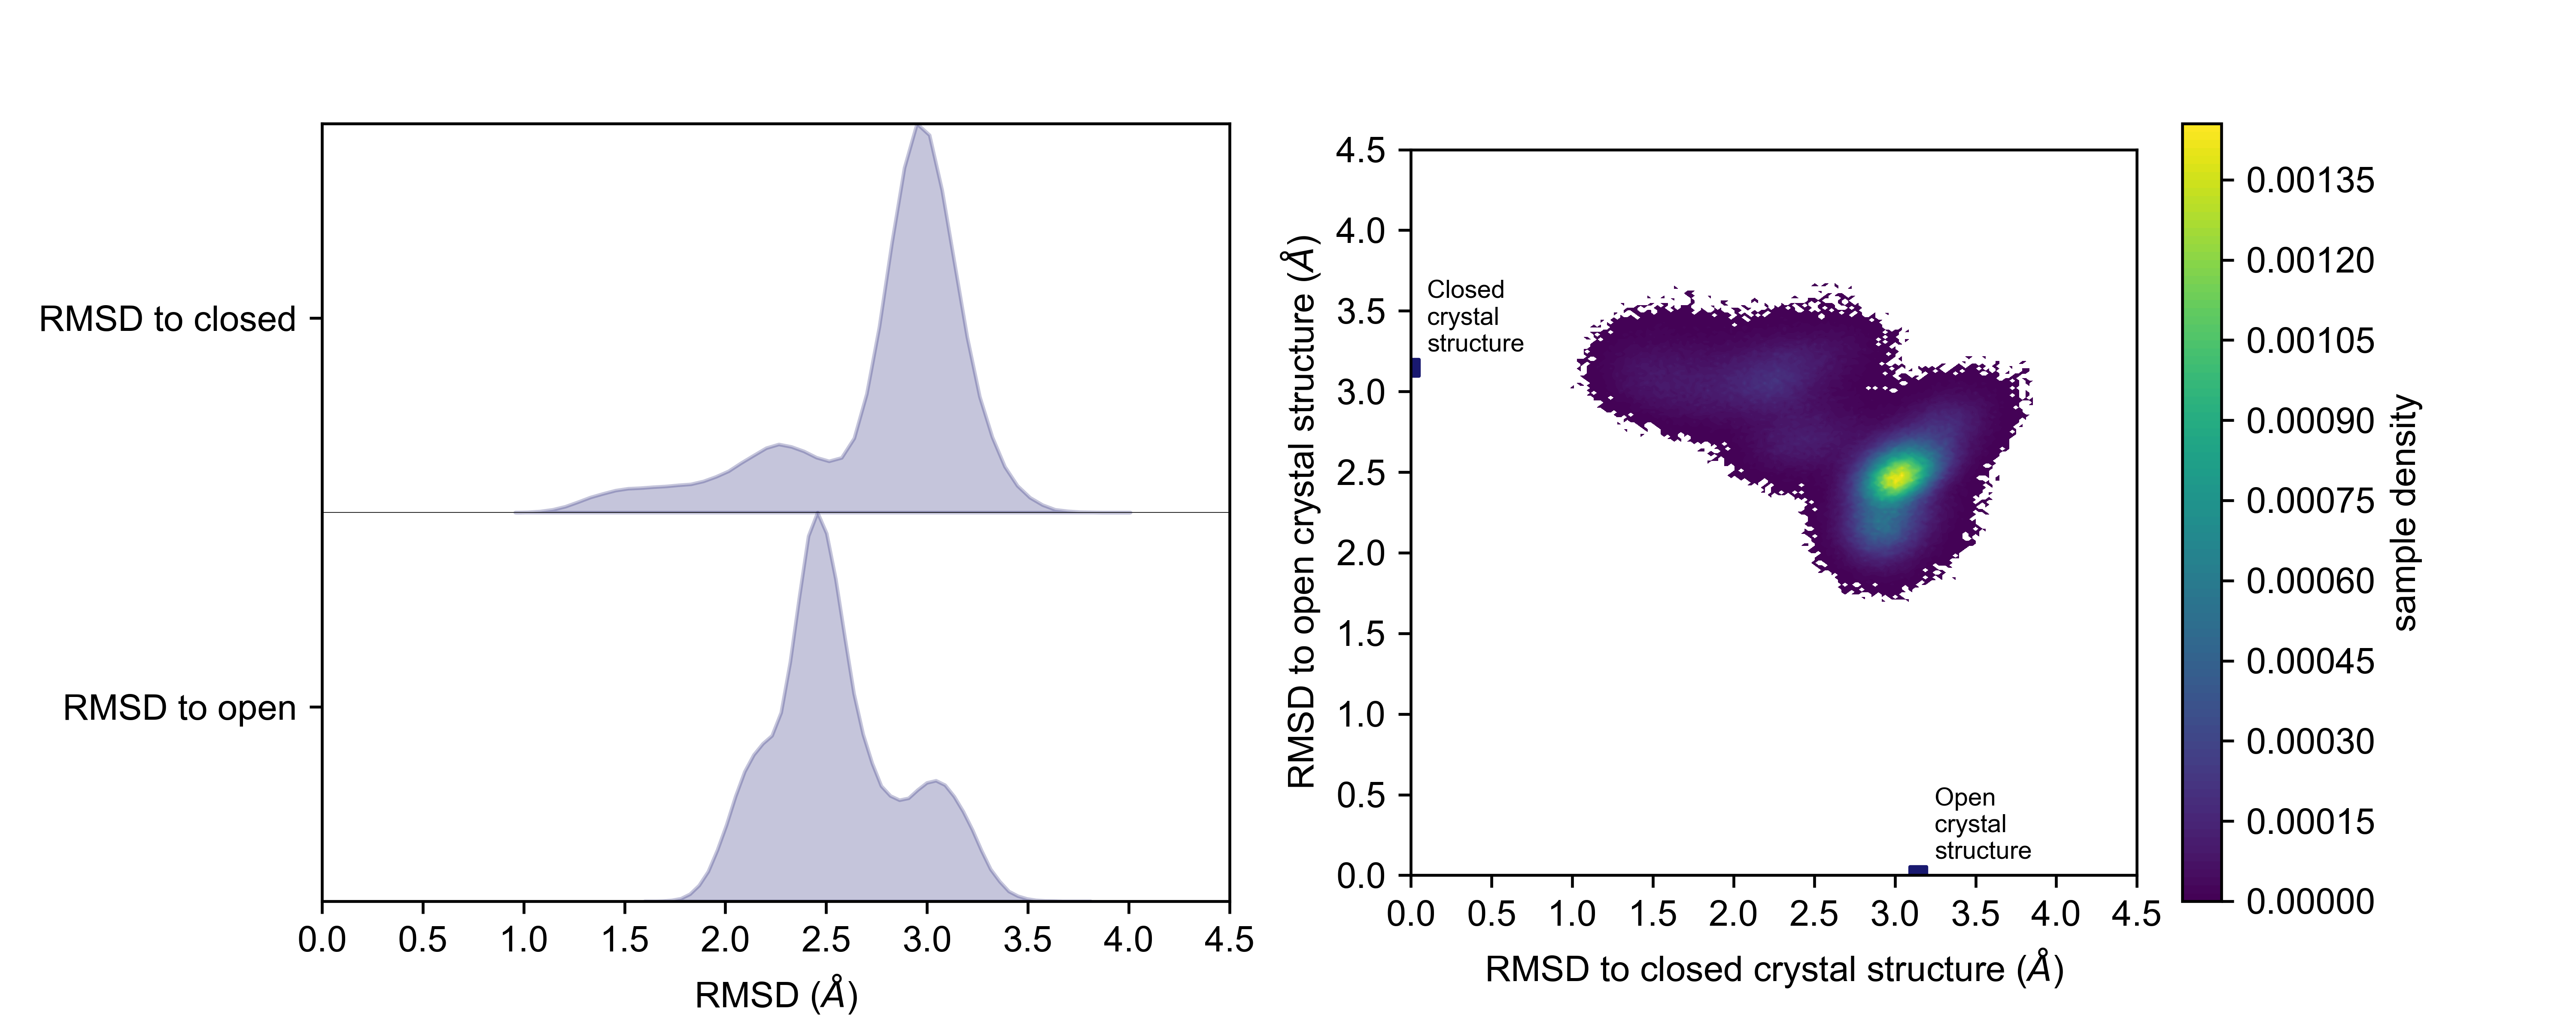 RMSD to closed
RMSD to open
0.0 0.5 1.0 1.5 2.0 2.5 3.0 3.5 4.0 4.5
RMSD (Å)
RMSD to open crystal structure (Å)
4.5
4.0
3.5
3.0
2.5
2.0
1.5
1.0
0.5
0.0
Closed
crystal
structure
Open
crystal
structure
0.0 0.5 1.0 1.5 2.0 2.5 3.0 3.5 4.0 4.5
RMSD to closed crystal structure (Å)
0.00135
0.00120
0.00105
0.00090
0.00075
0.00060
0.00045
0.00030
0.00015
0.00000
sample density